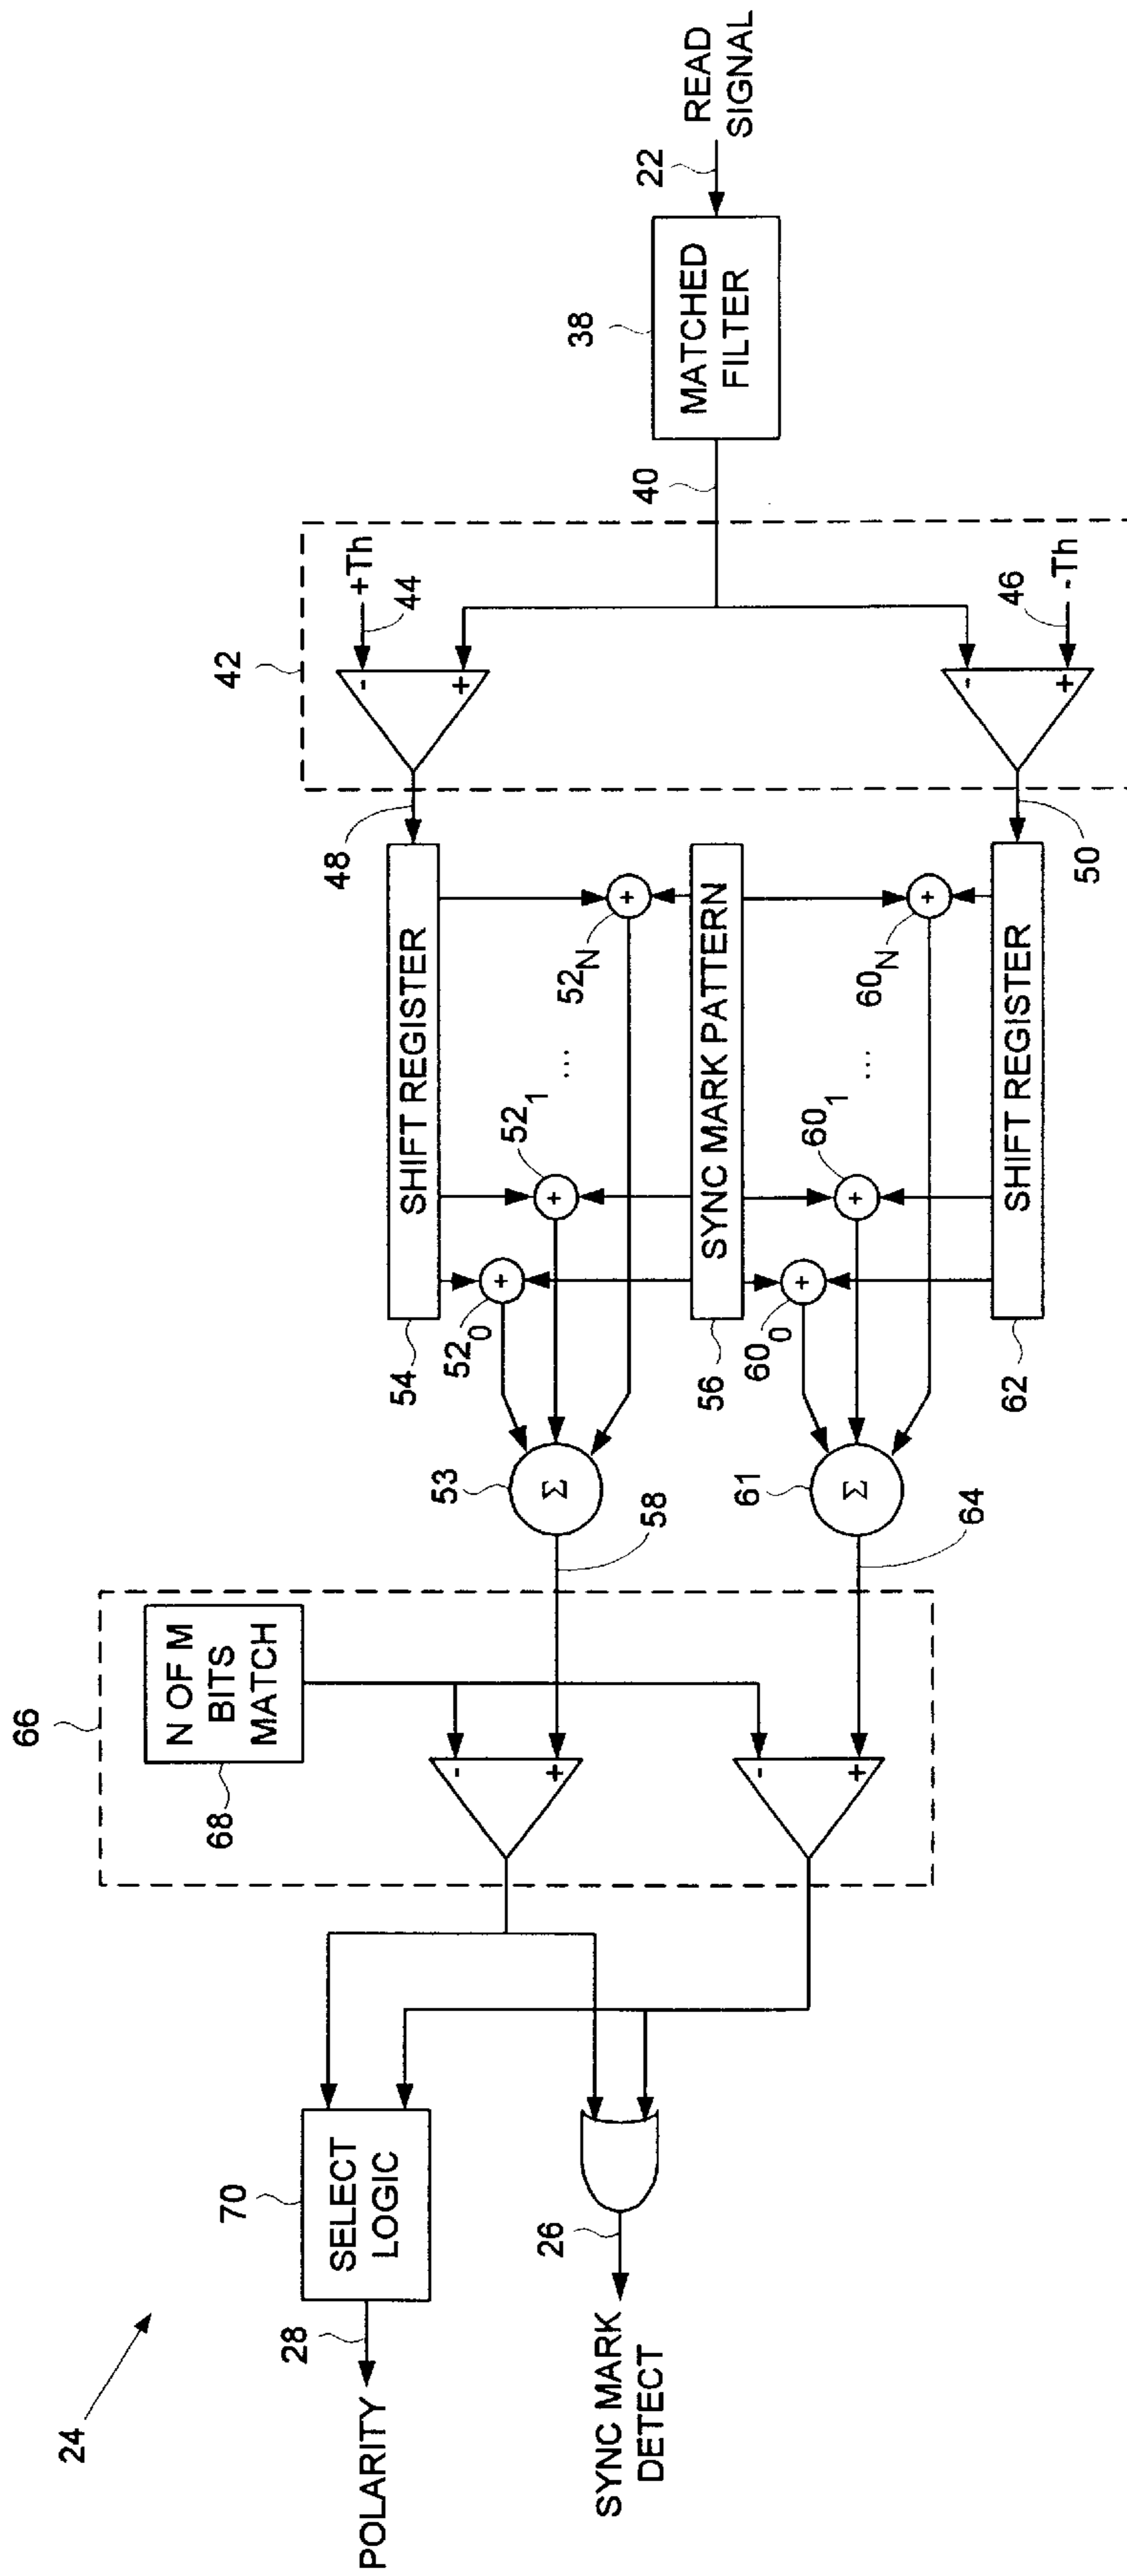 24
POLARITY
28
70
SELECT
LOGIC
SYNC MARK
DETECT
26
66
68
N OF M
BITS
MATCH
-
+
-
+
58
64
53
Σ
61
Σ
54
SHIFT REGISTER
52₀
+
52₁
+
...
52N
+
56
SYNC MARK PATTERN
60₀
+
60₁
+
...
60N
+
62
SHIFT REGISTER
48
50
42
+Th
44
-
+
-
+
46
-Th
40
38
MATCHED
FILTER
22
READ
SIGNAL